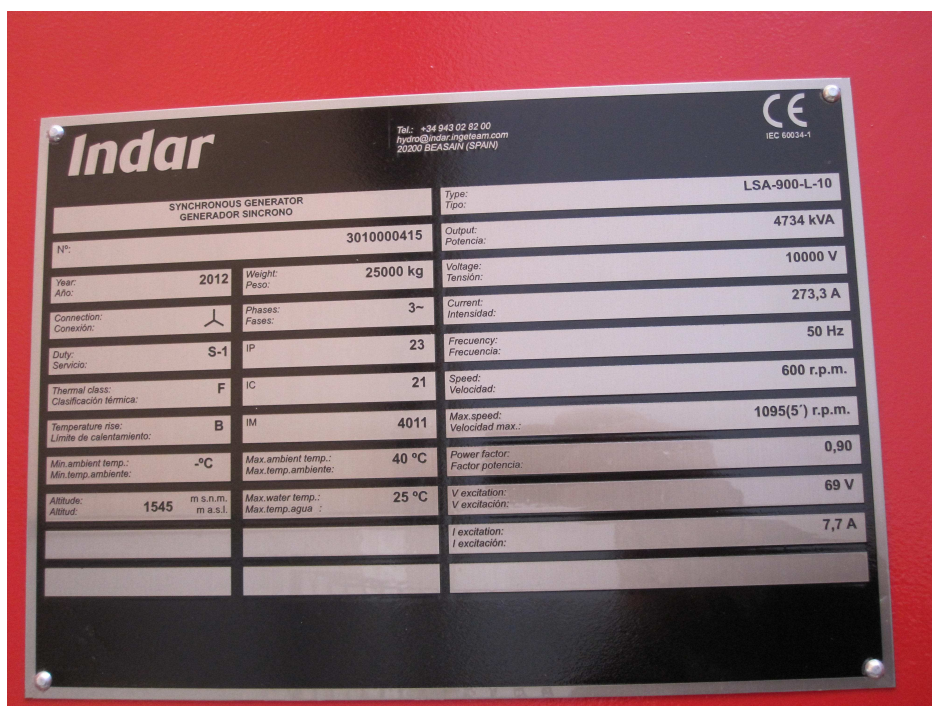 Indar
Tel.: +34 943 02 82 00
hydro@indar.ingeteam.com
20200 BEASAIN (SPAIN)
CE
IEC 60034-1
SYNCHRONOUS GENERATOR
GENERADOR SINCRONO
Nº: 3010000415
Year: 2012
Año:
Weight: 25000 kg
Peso:
Connection:
Conexión:
Phases: 3~
Fases:
Duty: S-1
Servicio:
IP 23
Thermal class: F
Clasificación térmica:
IC 21
Temperature rise: B
Límite de calentamiento:
IM 4011
Min.ambient temp.: -ºC
Min.temp.ambiente:
Max.ambient temp.: 40 ºC
Max.temp.ambiente:
Altitude: 1545 m s.n.m.
Altitud: m a.s.l.
Max.water temp.: 25 ºC
Max.temp.agua :
Type: LSA-900-L-10
Tipo:
Output: 4734 kVA
Potencia:
Voltage: 10000 V
Tensión:
Current: 273,3 A
Intensidad:
Frecuency: 50 Hz
Frecuencia:
Speed: 600 r.p.m.
Velocidad:
Max.speed: 1095(5´) r.p.m.
Velocidad max.:
Power factor: 0,90
Factor potencia:
V excitation: 69 V
V excitación:
I excitation: 7,7 A
I excitación: